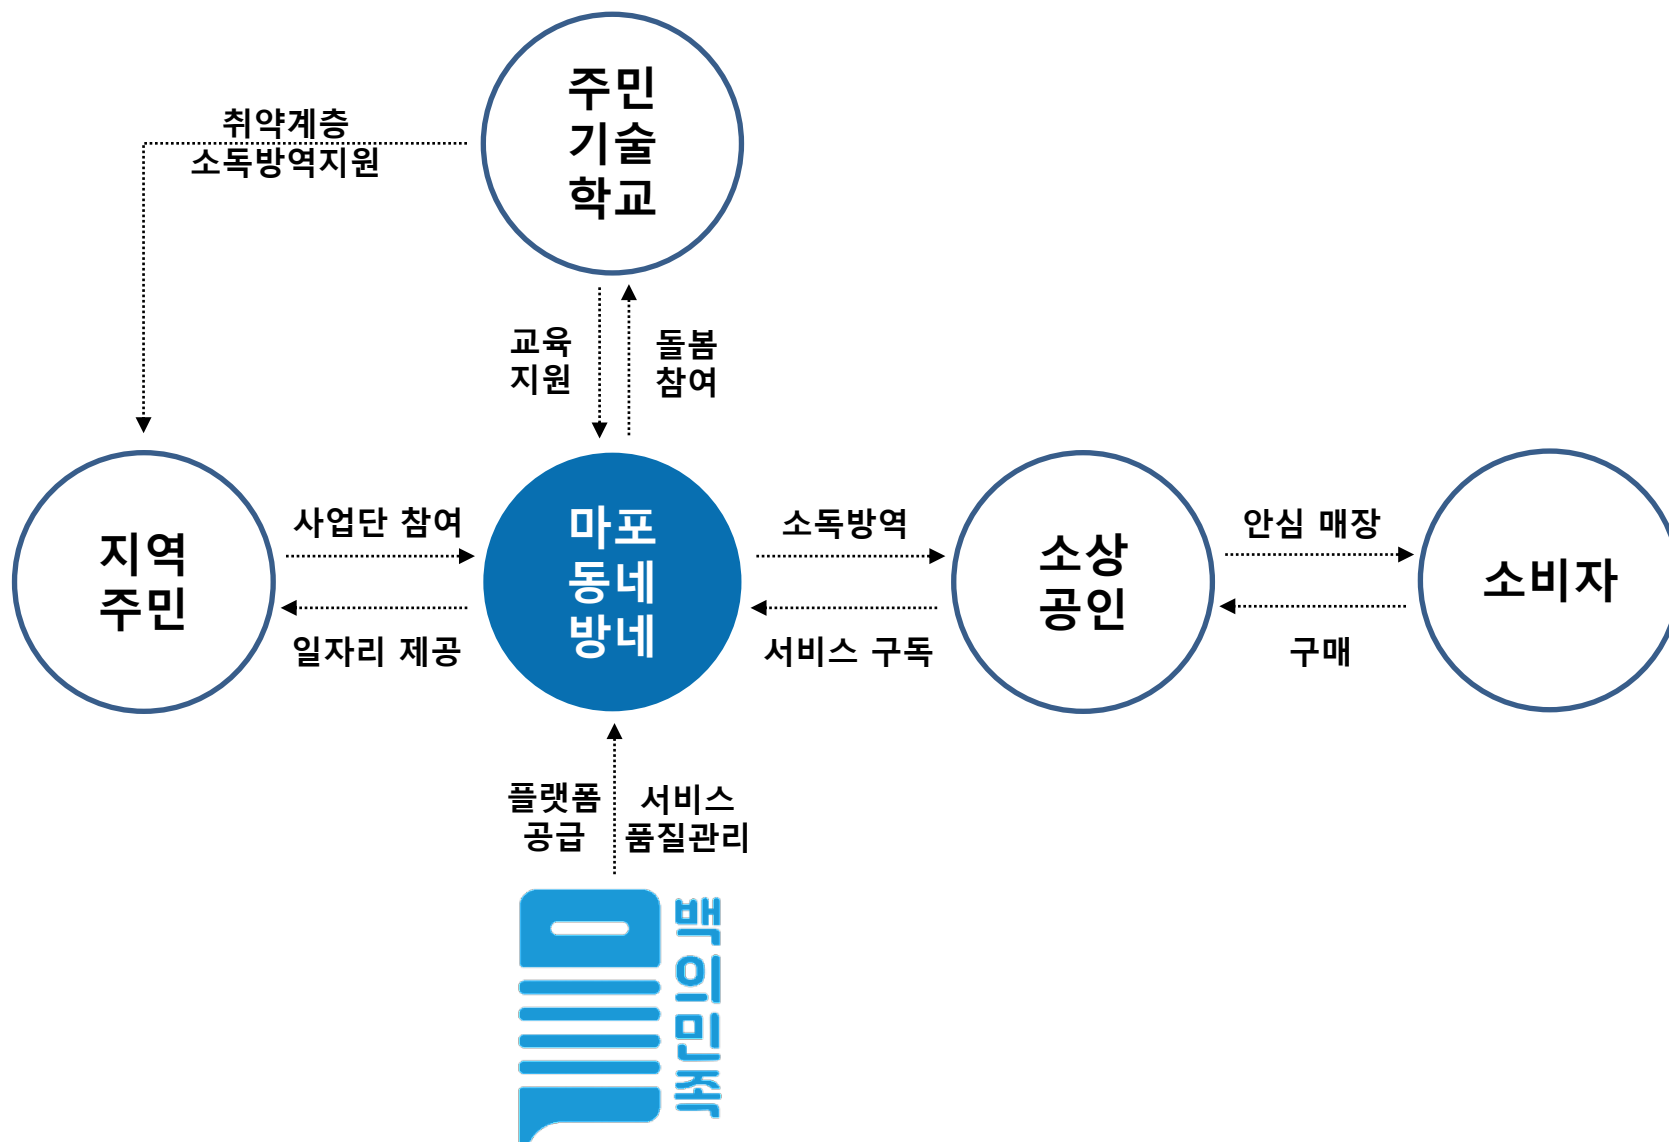 주민
기술
학교
취약계층
소독방역지원
교육
지원
돌봄
참여
지역
주민
사업단 참여
일자리 제공
마포
동네
방네
소독방역
서비스 구독
소상
공인
안심 매장
구매
소비자
플랫폼
공급
서비스
품질관리
백의민족